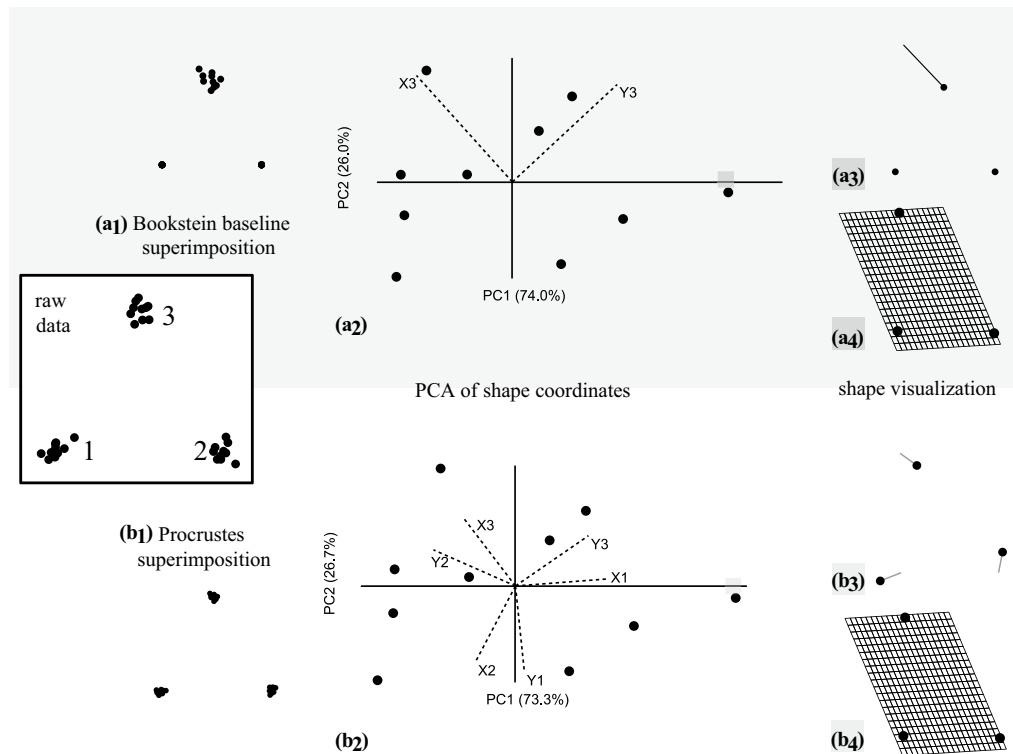 (a1) Bookstein baseline
superimposition
raw
data
1
2
3
(b1) Procrustes
superimposition
X3
Y3
PC2 (26.0%)
PC1 (74.0%)
(a2)
PCA of shape coordinates
X3
Y2
Y3
X1
X2
Y1
PC2 (26.7%)
PC1 (73.3%)
(b2)
(a3)
(a4)
shape visualization
(b3)
(b4)